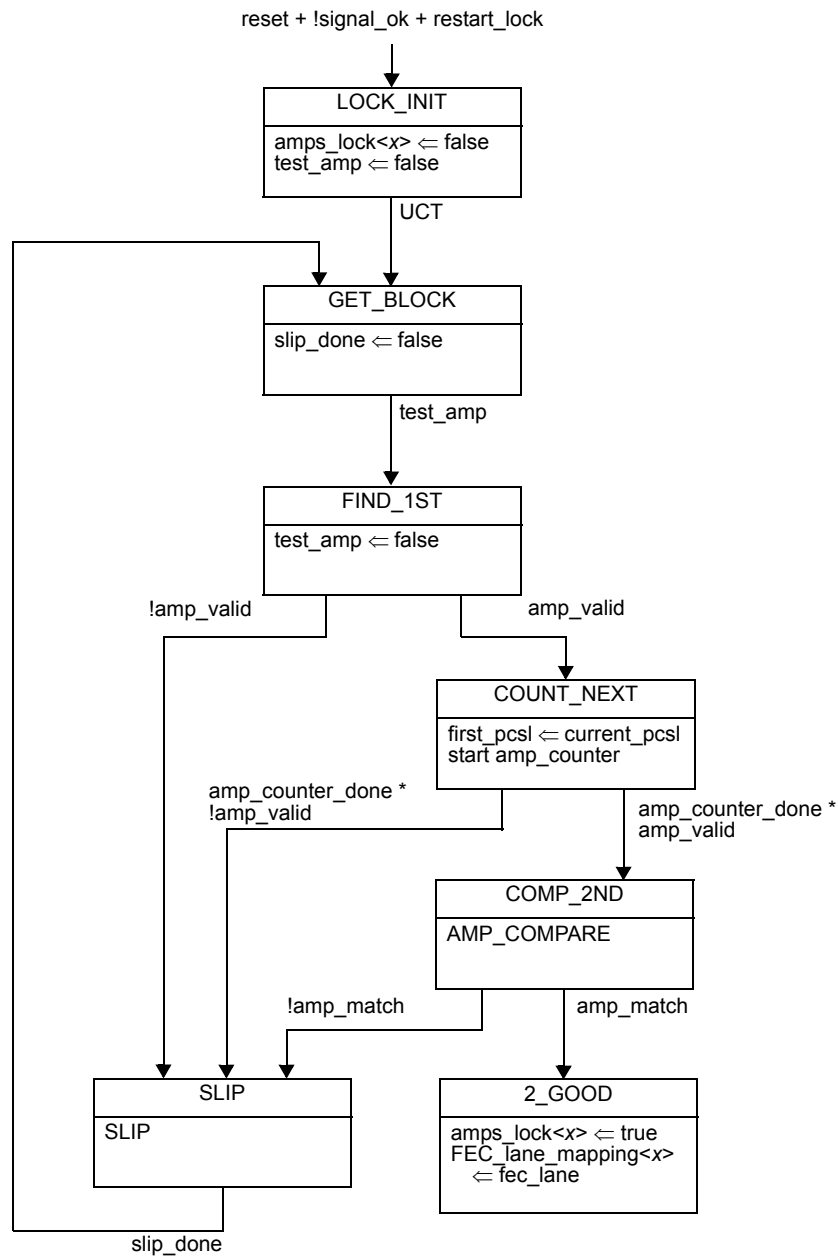 reset + !signal_ok + restart_lock
LOCK_INIT
amps_lock<x> ⇐ false
test_amp ⇐ false
UCT
GET_BLOCK
slip_done ⇐ false
test_amp
FIND_1ST
test_amp ⇐ false
!amp_valid
amp_valid
COUNT_NEXT
first_pcsl ⇐ current_pcsl
start amp_counter
amp_counter_done *
!amp_valid
amp_counter_done *
amp_valid
COMP_2ND
AMP_COMPARE
!amp_match
amp_match
SLIP
SLIP
2_GOOD
amps_lock<x> ⇐ true
FEC_lane_mapping<x>
⇐ fec_lane
slip_done